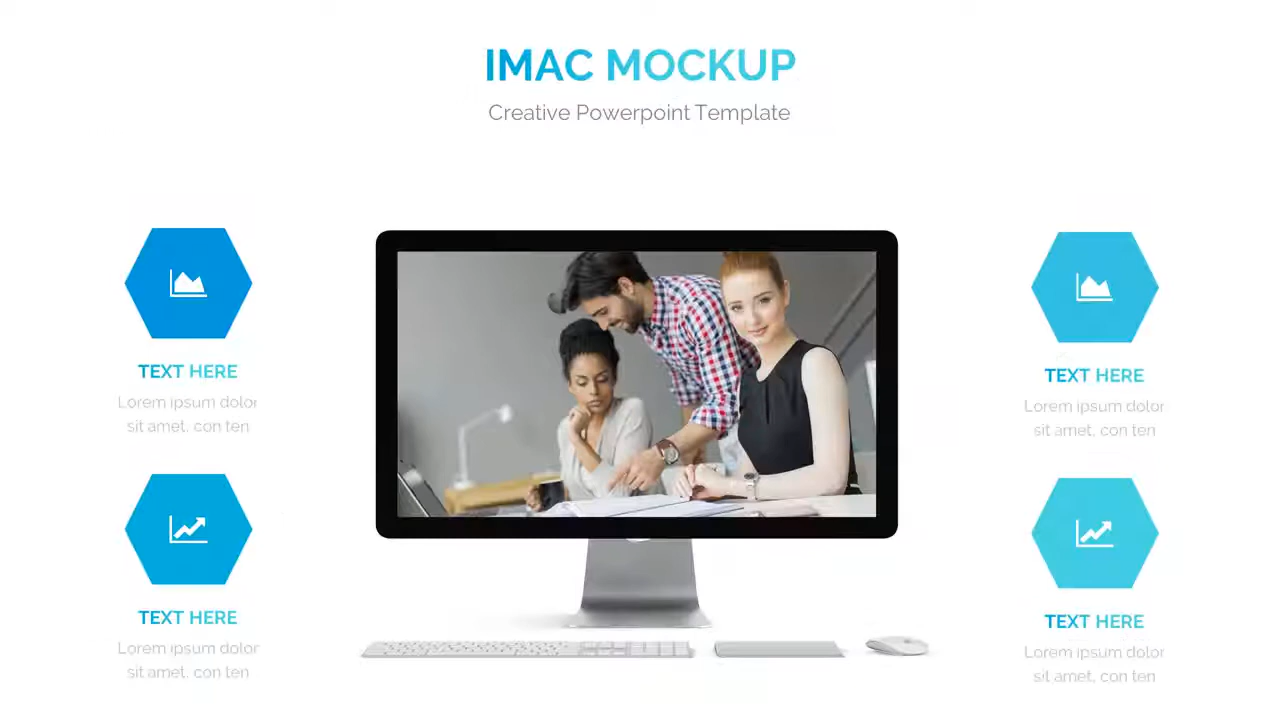 IMAC MOCKUP
Creative Powerpoint Template
TEXT HERE
Lorem ipsum dolor
sit amet, con ten
TEXT HERE
Lorem ipsum dolor
sit amet, con ten
TEXT HERE
Lorem ipsum dolor
sit amet, con ten
TEXT HERE
Lorem ipsum dolor
sit amet, con ten